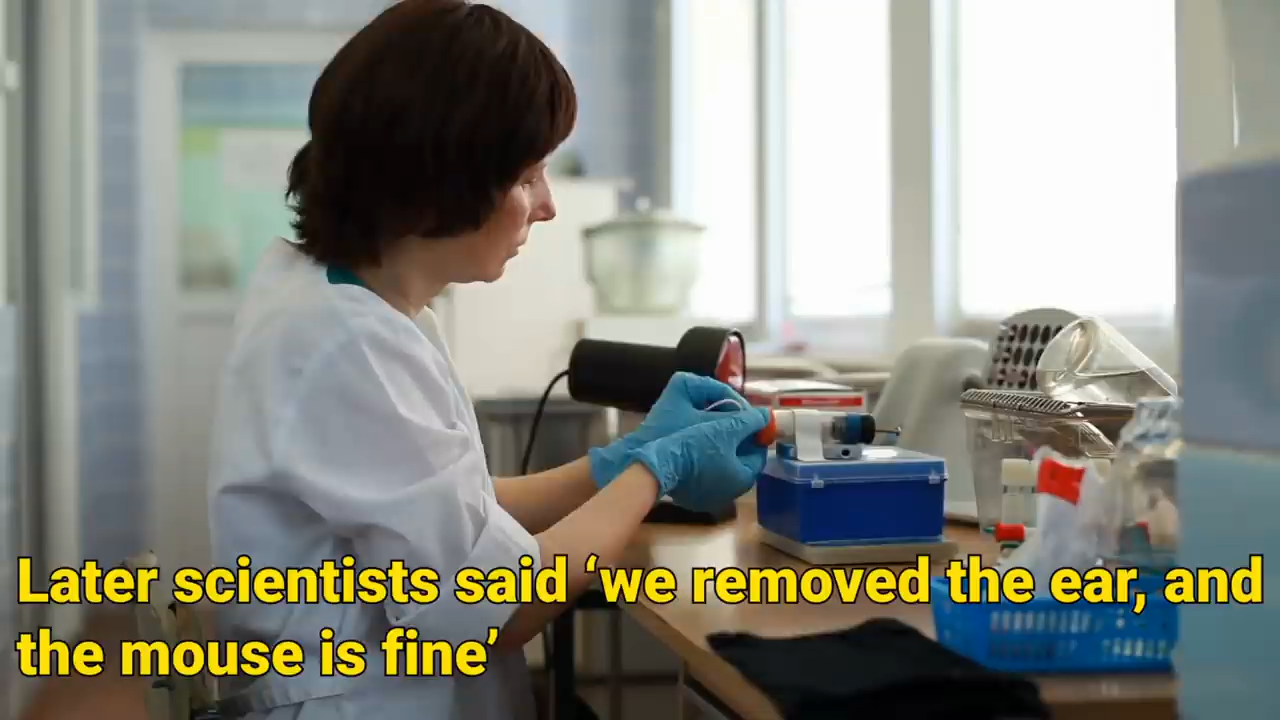 Later scientists said ‘we removed the ear, and
the mouse is fine’